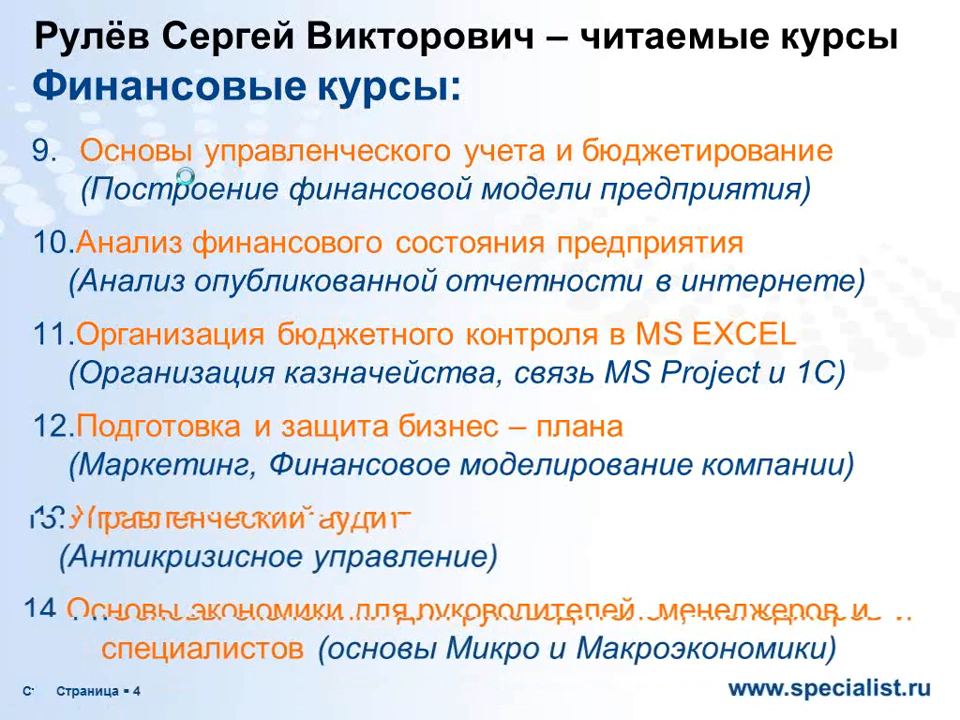 Рулёв Сергей Викторович – читаемые курсы
Финансовые курсы:
9. Основы управленческого учета и бюджетирование
(Построение финансовой модели предприятия)
10.Анализ финансового состояния предприятия
(Анализ опубликованной отчетности в интернете)
11.Организация бюджетного контроля в MS EXCEL
(Организация казначейства, связь MS Project и 1С)
12.Подготовка и защита бизнес – плана
(Маркетинг, Финансовое моделирование компании)
13.Управленческий аудит
(Антикризисное управление)
14 Основы экономики для руководителей, менеджеров и
специалистов (основы Микро и Макроэкономики)
Страница ▪ 4
www.specialist.ru